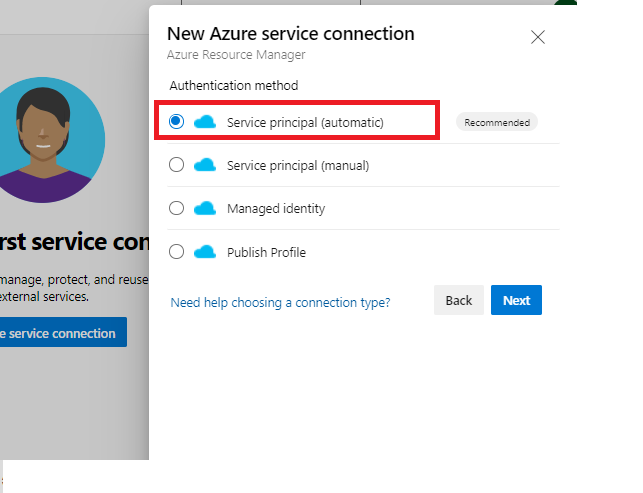 New Azure service connection
Azure Resource Manager
Authentication method
Service principal (automatic)
Recommended
Service principal (manual)
Managed identity
Publish Profile
Need help choosing a connection type?
Back
Next
rst service con
manage, protect, and reuse
external services.
e service connection